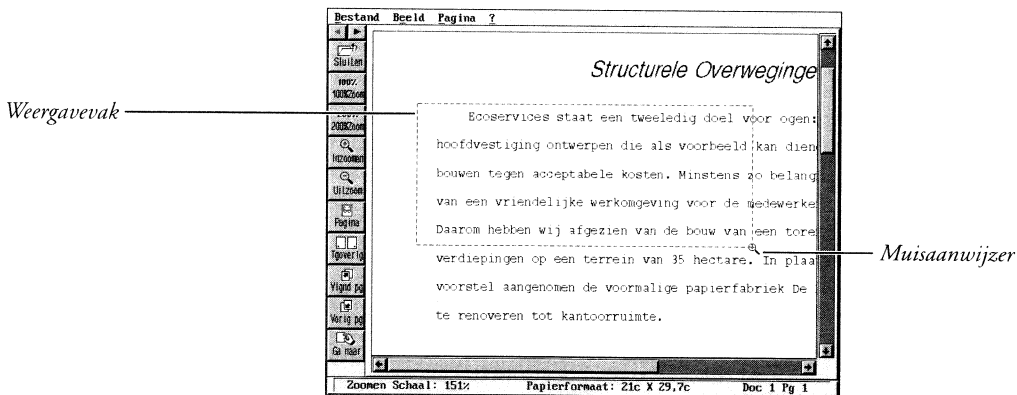 Bestand Beeld Pagina ?
Sluiten
100%
100%Zoom
200%Zoom
Inzoomen
Uitzoom
Pagina
Tgoverlg
Vlgnd pg
Vorig pg
Ga naar
Weergavevak
Muisaanwijzer
Structurele Overweginge
Ecoservices staat een tweeledig doel voor ogen:
hoofdvestiging ontwerpen die als voorbeeld kan dien
bouwen tegen acceptabele kosten. Minstens zo belang
van een vriendelijke werkomgeving voor de medewerke
Daarom hebben wij afgezien van de bouw van een tore
verdiepingen op een terrein van 35 hectare. In plaa
voorstel aangenomen de voormalige papierfabriek De
te renoveren tot kantoorruimte.
Zoomen Schaal: 151% Papierformaat: 21c X 29,7c Doc 1 Pg 1